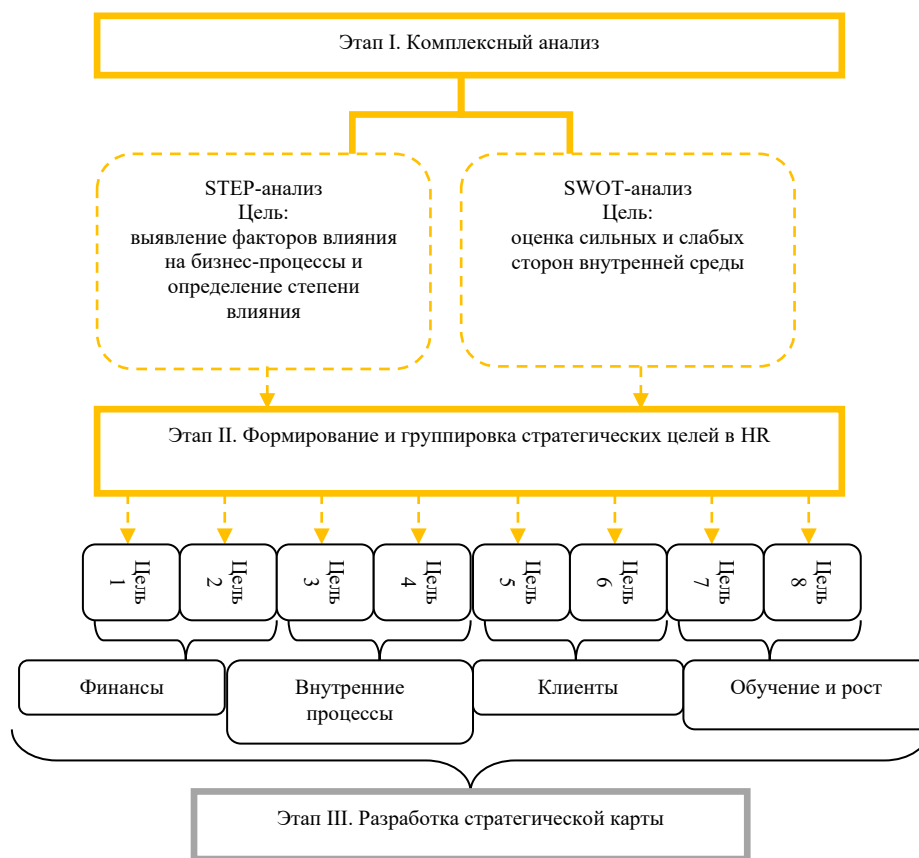 Этап I. Комплексный анализ
STEP-анализ
Цель:
выявление факторов влияния
на бизнес-процессы и
определение степени
влияния
SWOT-анализ
Цель:
оценка сильных и слабых
сторон внутренней среды
Этап II. Формирование и группировка стратегических целей в HR
Цель
1
Цель
2
Цель
3
Цель
4
Цель
5
Цель
6
Цель
7
Цель
8
Финансы
Внутренние
процессы
Клиенты
Обучение и рост
Этап III. Разработка стратегической карты